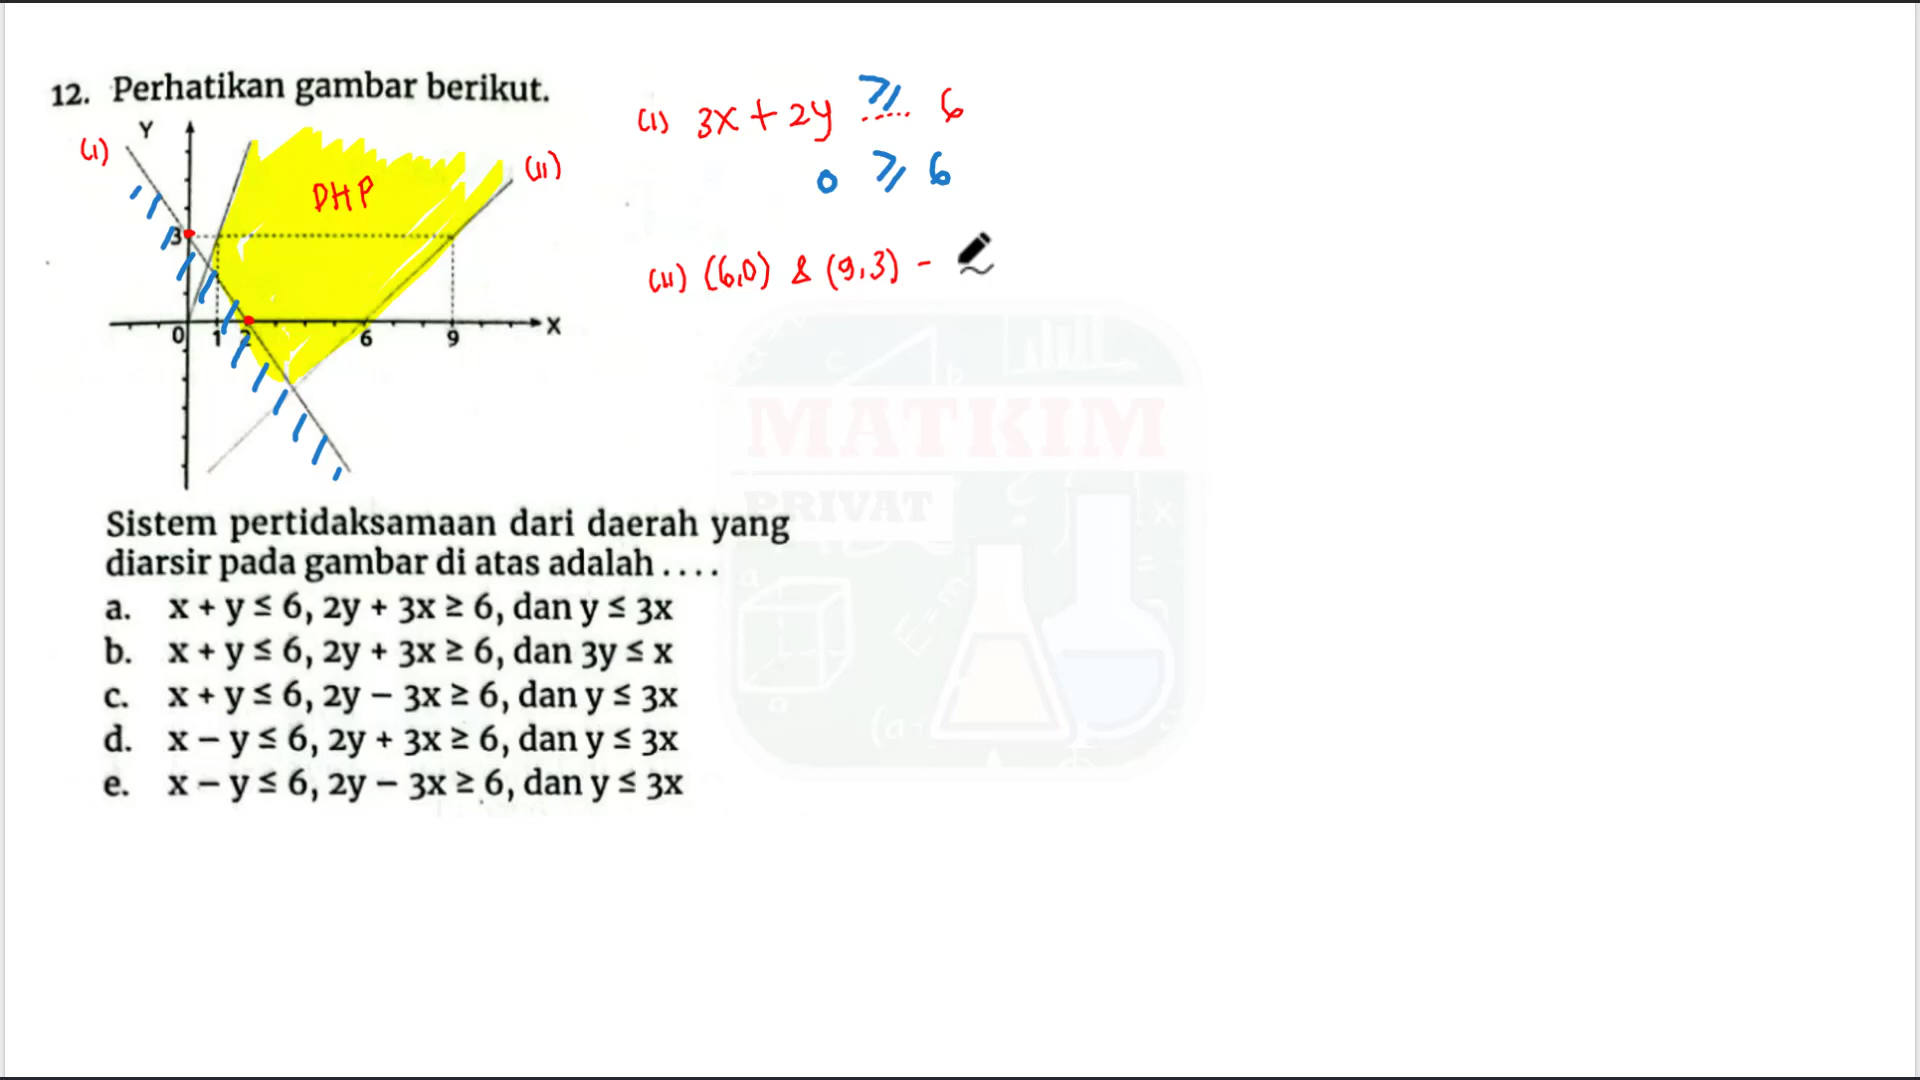 12. Perhatikan gambar berikut.
Y
(I)
(II)
DHP
3
0 1 2 6 9 X
Sistem pertidaksamaan dari daerah yang
diarsir pada gambar di atas adalah . . . .
a. x + y ≤ 6, 2y + 3x ≥ 6, dan y ≤ 3x
b. x + y ≤ 6, 2y + 3x ≥ 6, dan 3y ≤ x
c. x + y ≤ 6, 2y − 3x ≥ 6, dan y ≤ 3x
d. x − y ≤ 6, 2y + 3x ≥ 6, dan y ≤ 3x
e. x − y ≤ 6, 2y − 3x ≥ 6, dan y ≤ 3x
(I) 3x + 2y ≥ ..... 6
0 ≥ 6
(II) (6,0) & (9,3) -
MATKIM
PRIVAT